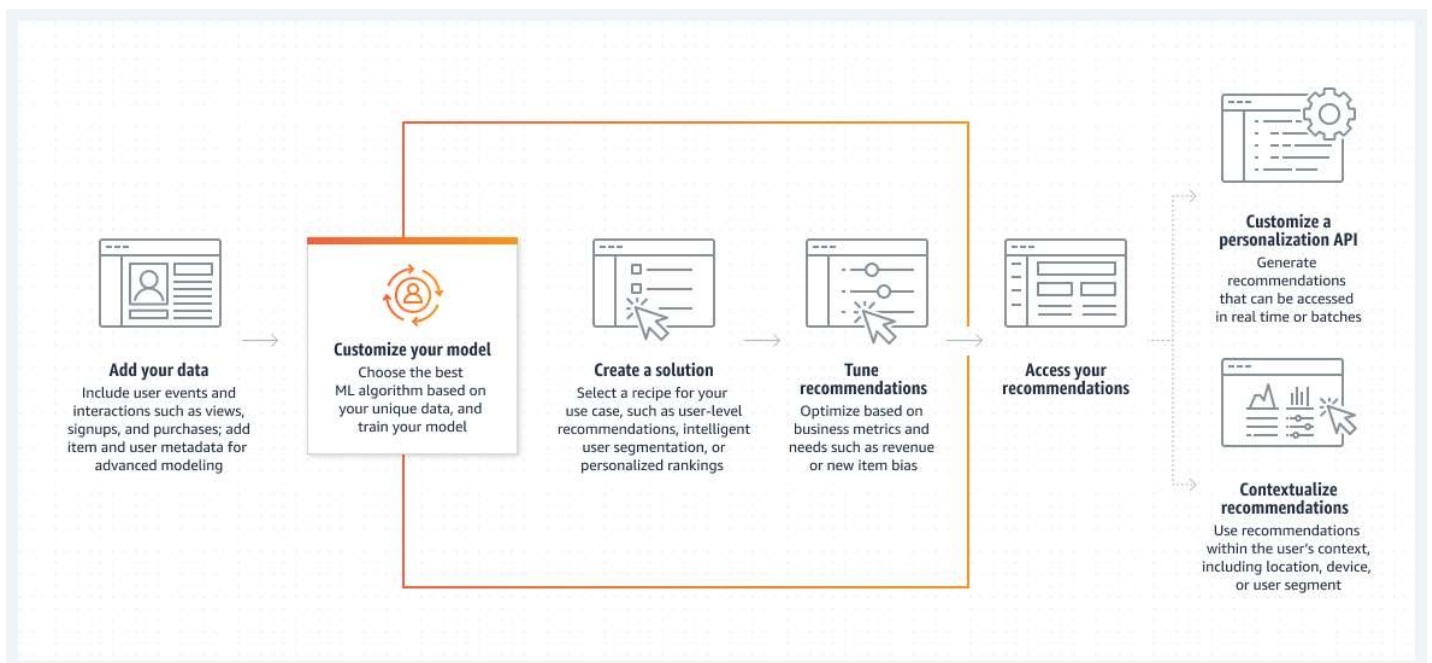 Add your data
Include user events and
interactions such as views,
signups, and purchases; add
item and user metadata for
advanced modeling
Customize your model
Choose the best
ML algorithm based on
your unique data, and
train your model
Create a solution
Select a recipe for your
use case, such as user-level
recommendations, intelligent
user segmentation, or
personalized rankings
Tune
recommendations
Optimize based on
business metrics and
needs such as revenue
or new item bias
Access your
recommendations
Customize a
personalization API
Generate
recommendations
that can be accessed
in real time or batches
Contextualize
recommendations
Use recommendations
within the user's context,
including location, device,
or user segment